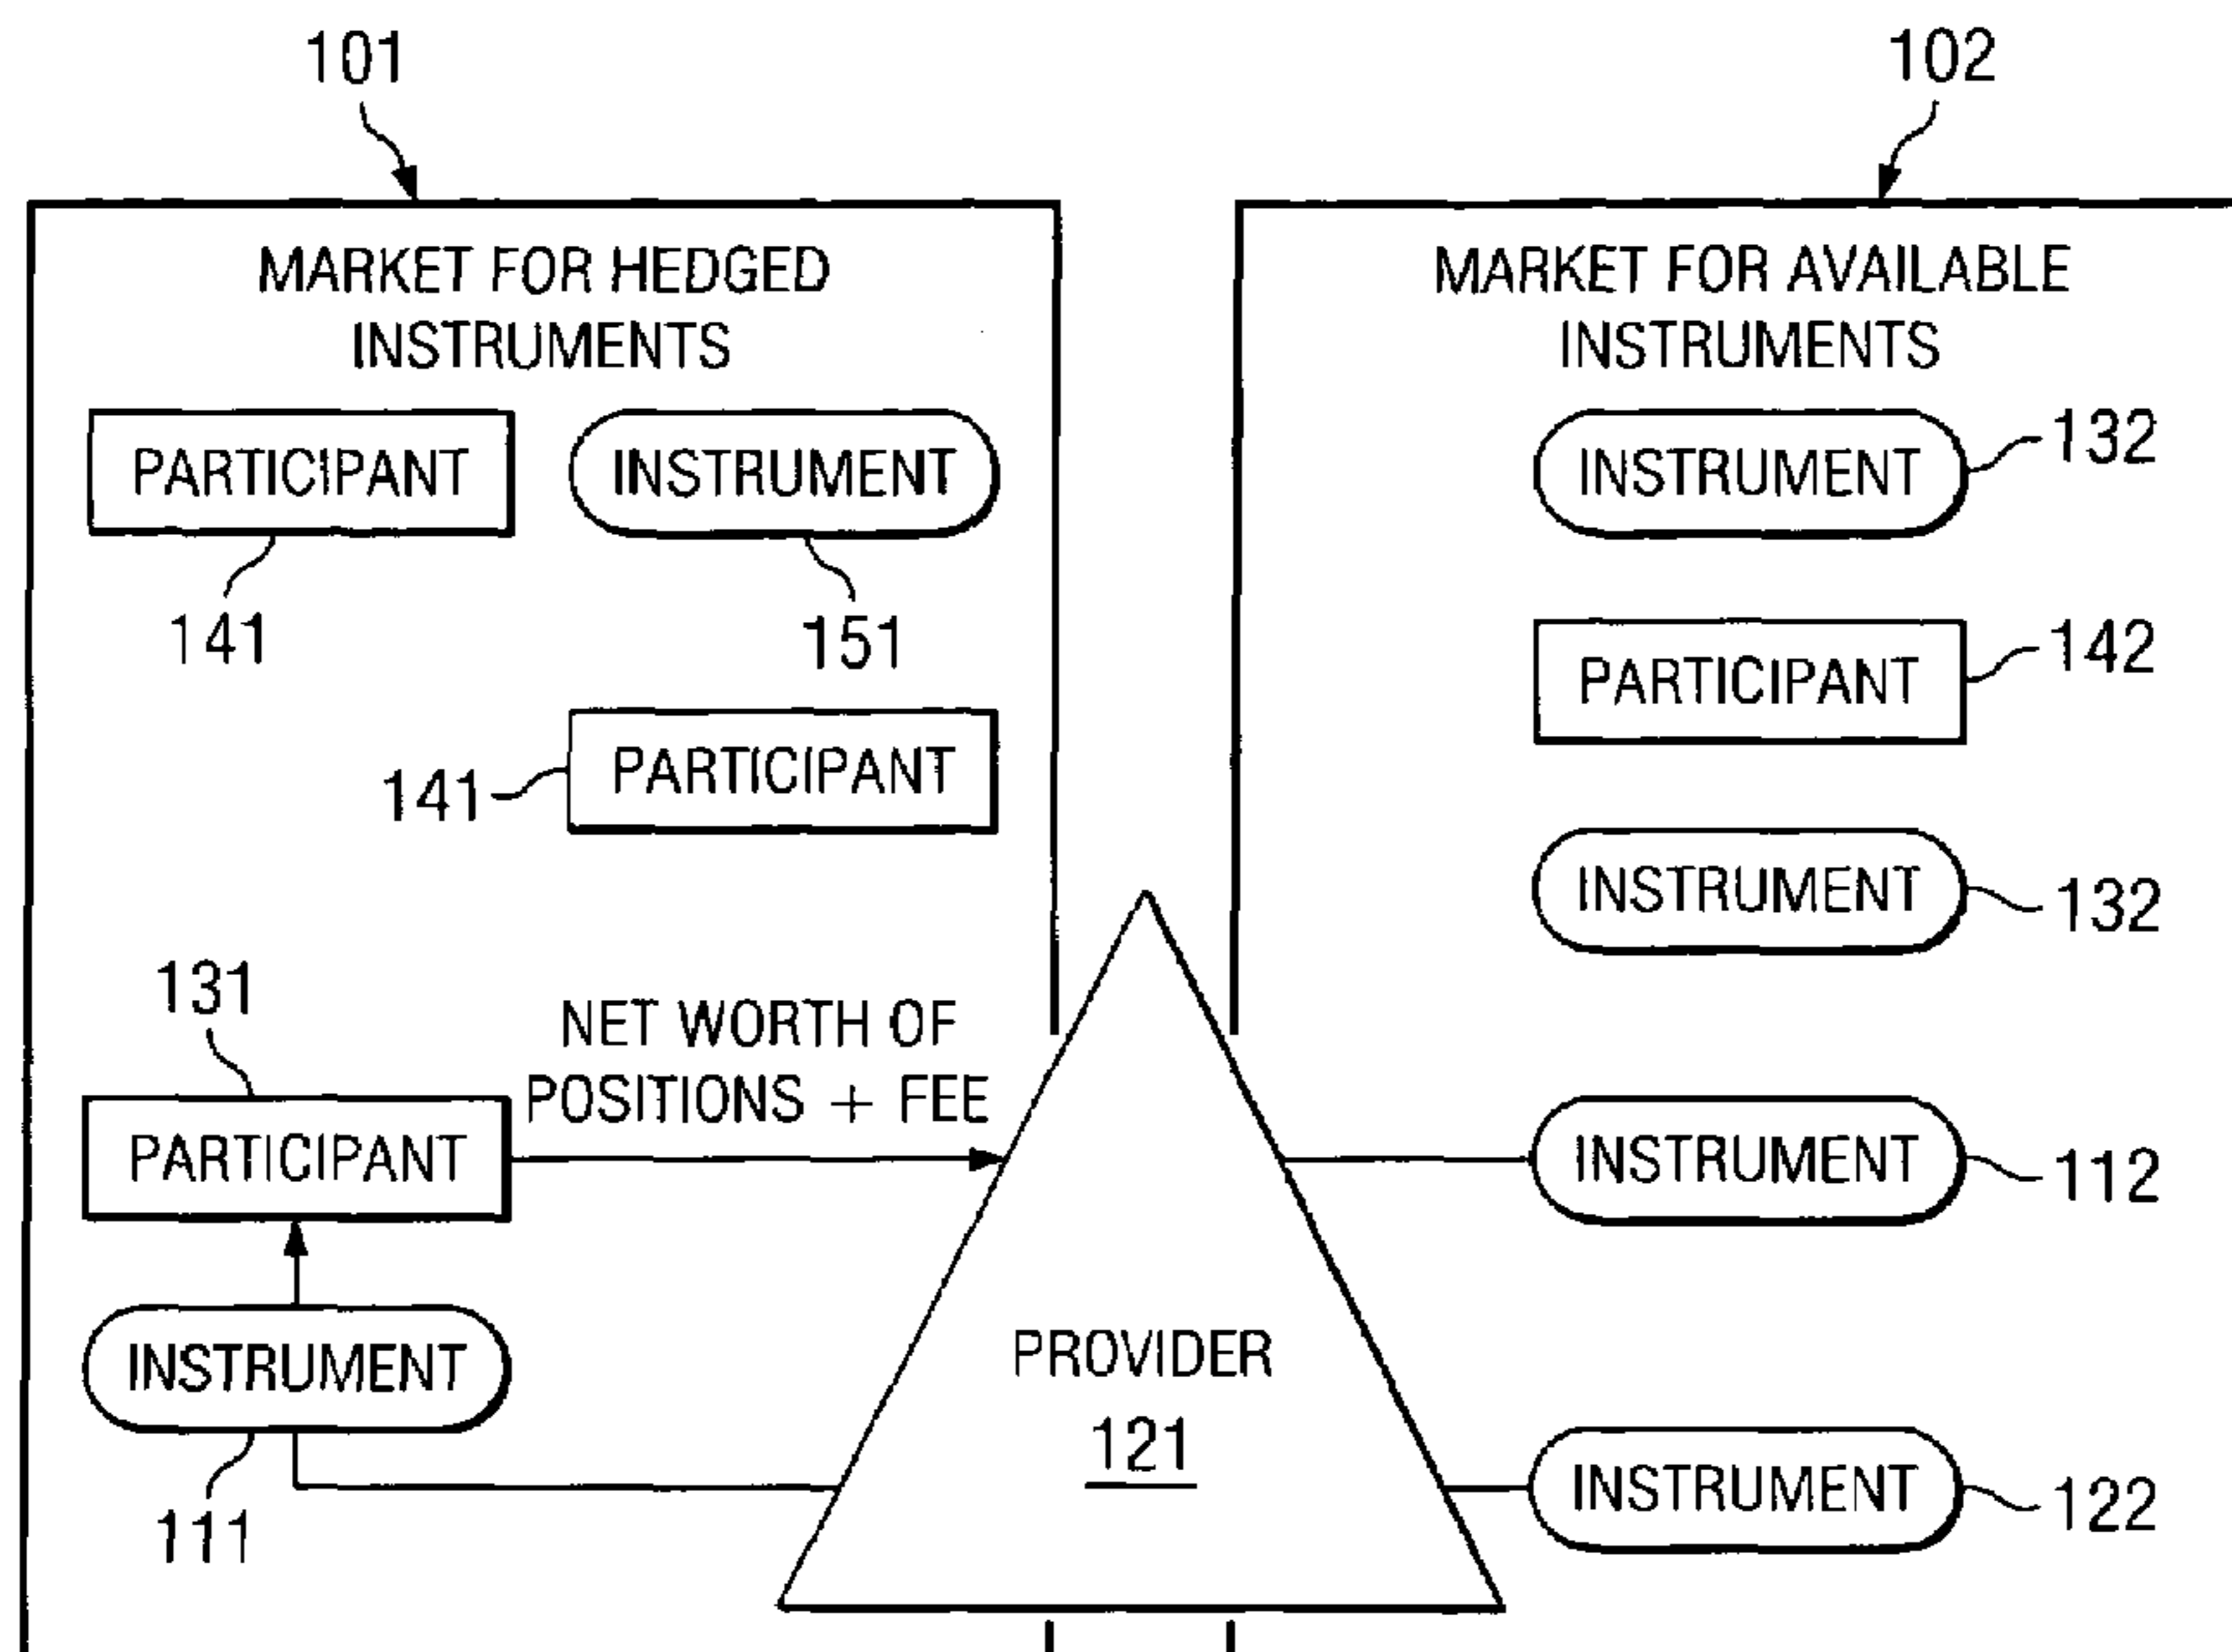 101
102
MARKET FOR HEDGED
INSTRUMENTS
MARKET FOR AVAILABLE
INSTRUMENTS
PARTICIPANT
INSTRUMENT
INSTRUMENT
132
141
151
PARTICIPANT
142
141
PARTICIPANT
INSTRUMENT
132
131
NET WORTH OF
POSITIONS + FEE
PARTICIPANT
INSTRUMENT
112
INSTRUMENT
111
PROVIDER
121
INSTRUMENT
122